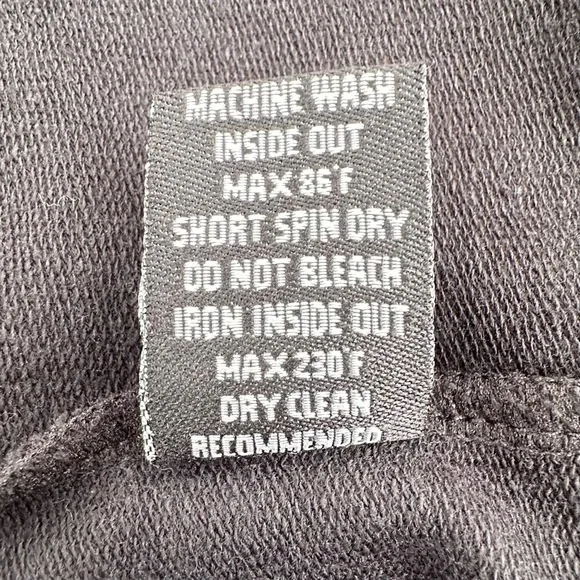 MACHINE WASH
INSIDE OUT
MAX 86°F
SHORT SPIN DRY
DO NOT BLEACH
IRON INSIDE OUT
MAX 230°F
DRY CLEAN
RECOMMENDED